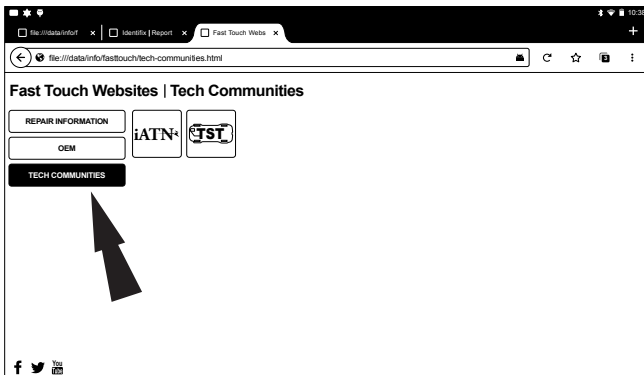 10:38
file:///data/info/f
Identifix | Report
Fast Touch Webs
file:///data/info/fasttouch/tech-communities.html
3
Fast Touch Websites | Tech Communities
REPAIR INFORMATION
OEM
TECH COMMUNITIES
iATN
TST
You
Tube